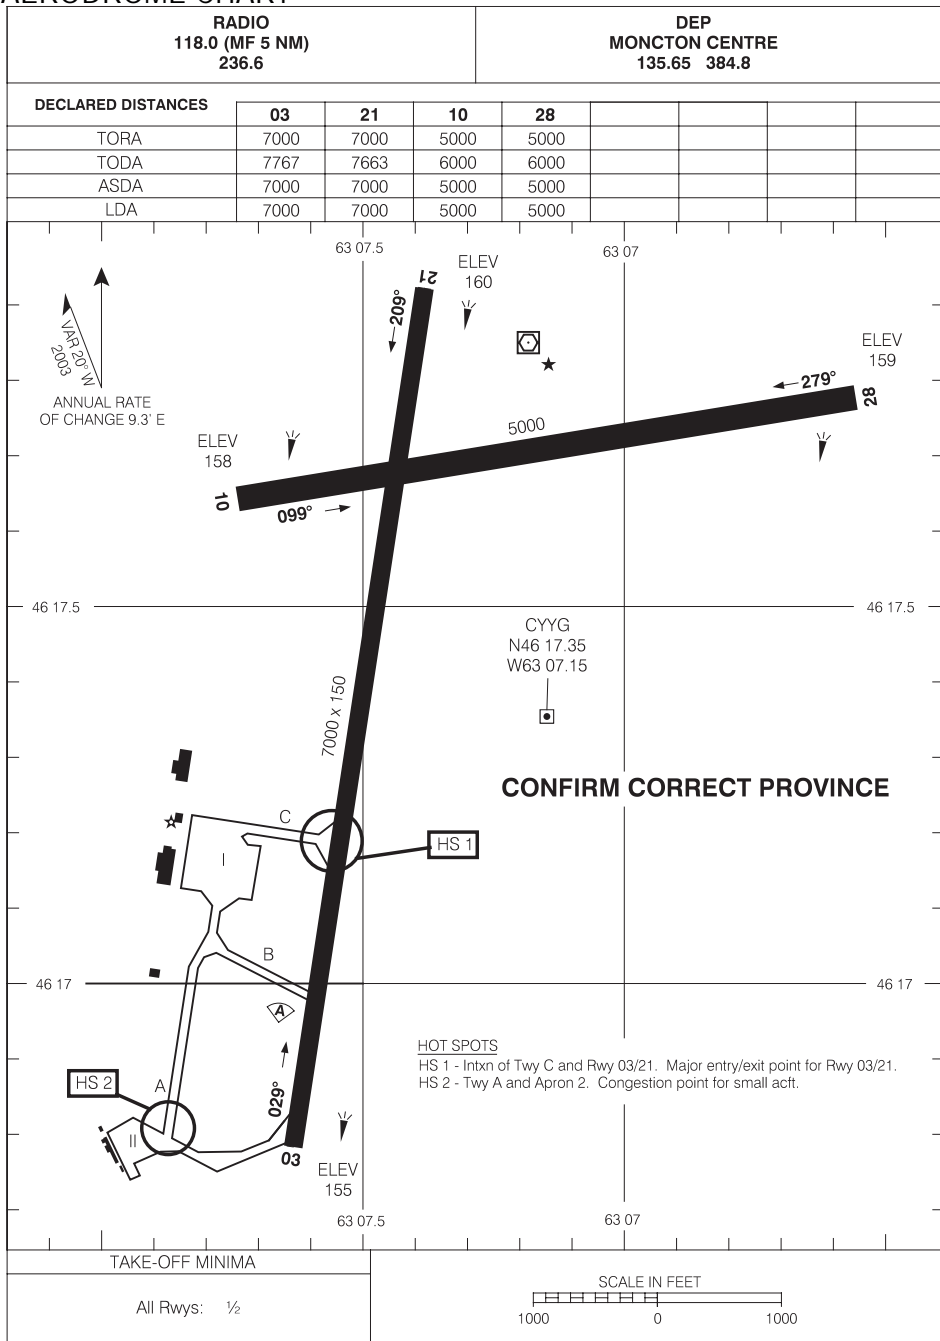 AERODROME CHART
RADIO
118.0 (MF 5 NM)
236.6
DEP
MONCTON CENTRE
135.65 384.8
DECLARED DISTANCES 03 21 10 28
TORA 7000 7000 5000 5000
TODA 7767 7663 6000 6000
ASDA 7000 7000 5000 5000
LDA 7000 7000 5000 5000
63 07.5
63 07
ELEV
160
21
209°
VAR 20° W
2003
ANNUAL RATE
OF CHANGE 9.3' E
ELEV
159
279°
28
5000
ELEV
158
10
099°
46 17.5
46 17.5
CYYG
N46 17.35
W63 07.15
7000 x 150
CONFIRM CORRECT PROVINCE
C
HS 1
I
B
46 17
46 17
A
HOT SPOTS
HS 1 - Intxn of Twy C and Rwy 03/21. Major entry/exit point for Rwy 03/21.
HS 2 - Twy A and Apron 2. Congestion point for small acft.
HS 2
A
029°
II
03
ELEV
155
63 07.5
63 07
TAKE-OFF MINIMA
All Rwys: ½
SCALE IN FEET
1000 0 1000